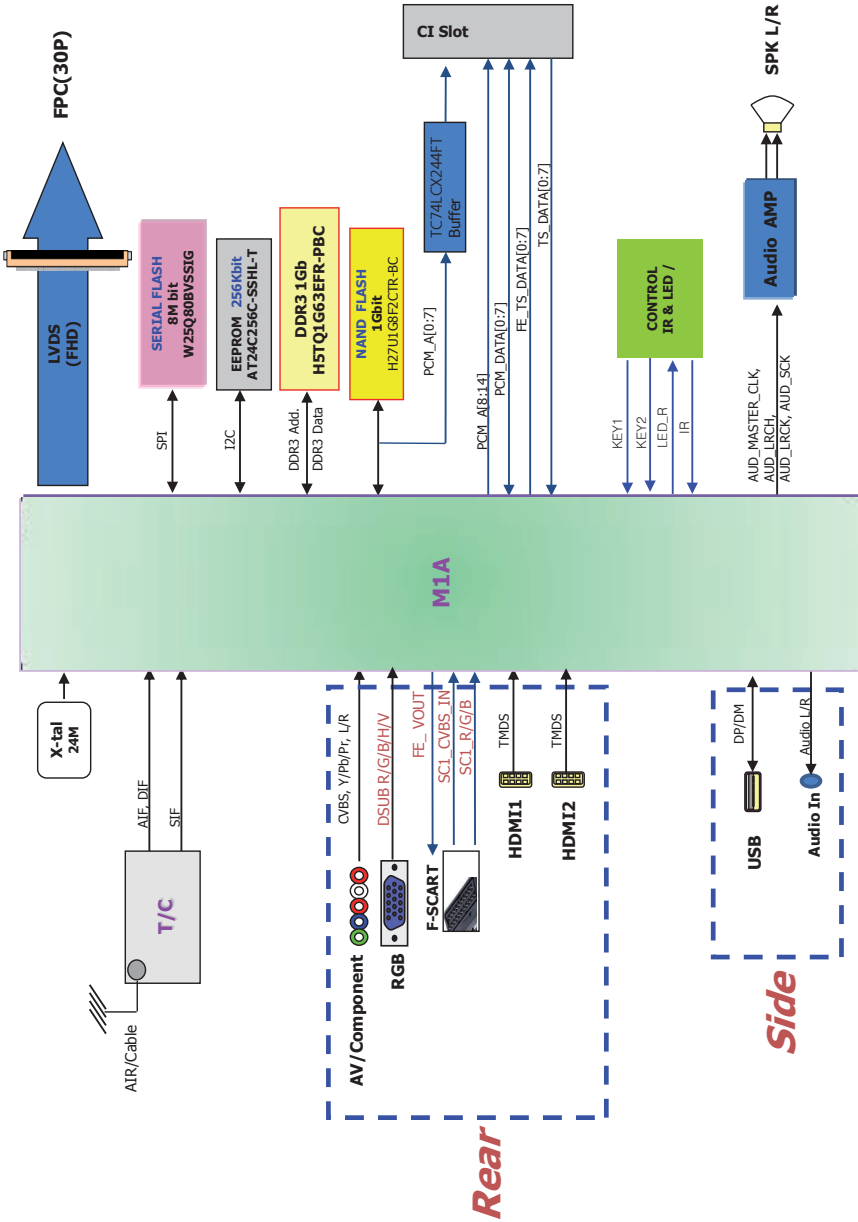 FPC(30P)
LVDS
(FHD)
SERIAL FLASH
8M bit
W25Q80BVSSIG
SPI
EEPROM 256Kbit
AT24C256C-SSHL-T
I2C
DDR3 1Gb
H5TQ1G63EFR-PBC
DDR3 Add.
DDR3 Data
NAND FLASH
1Gbit
H27U1G8F2CTR-BC
PCM_A[0:7]
TC74LCX244FT
Buffer
CI Slot
PCM_A[8:14]
PCM_DATA[0:7]
FE_TS_DATA[0:7]
TS_DATA[0:7]
KEY1
KEY2
LED_R
IR
CONTROL
IR & LED /
AUD_MASTER_CLK,
AUD_LRCH,
AUD_LRCK, AUD_SCK
Audio AMP
SPK L/R
M1A
X-tal
24M
AIF, DIF
SIF
T/C
AIR/Cable
CVBS, Y/Pb/Pr, L/R
AV/Component
DSUB R/G/B/H/V
RGB
FE_ VOUT
SC1_CVBS_IN
SC1_R/G/B
F-SCART
TMDS
HDMI1
TMDS
HDMI2
Rear
DP/DM
USB
Audio L/R
Audio In
Side